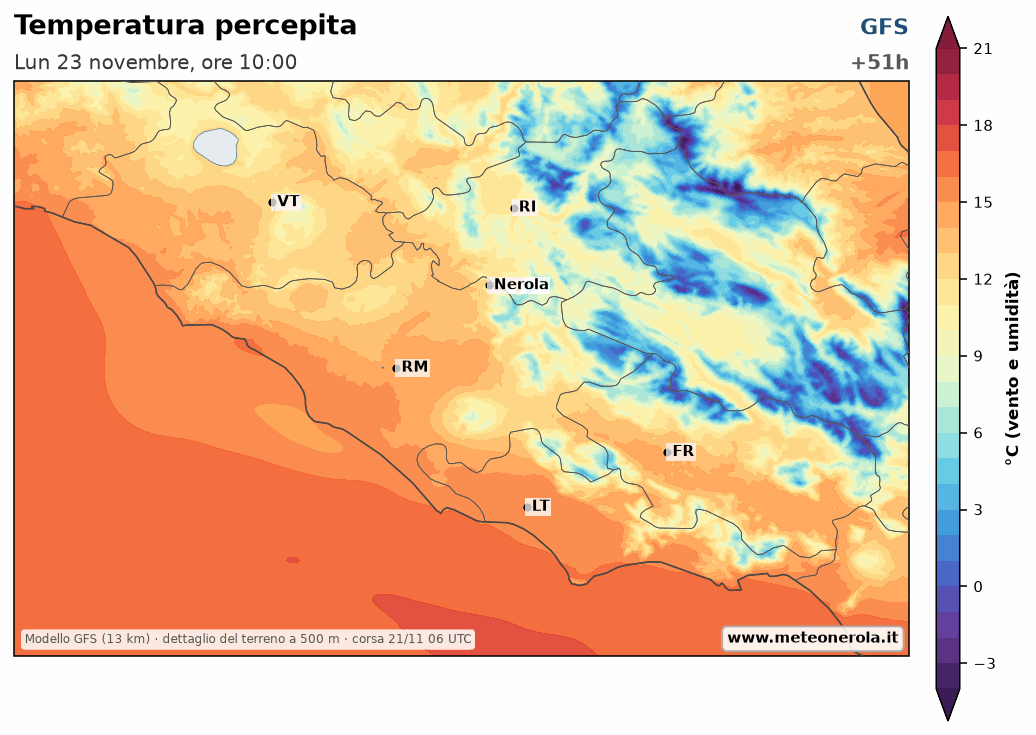 Temperatura percepita
GFS
Lun 23 novembre, ore 10:00
+51h
VT
RI
Nerola
RM
FR
LT
Modello GFS (13 km) · dettaglio del terreno a 500 m · corsa 21/11 06 UTC
www.meteonerola.it
21
18
15
12
9
6
3
0
−3
°C (vento e umidità)